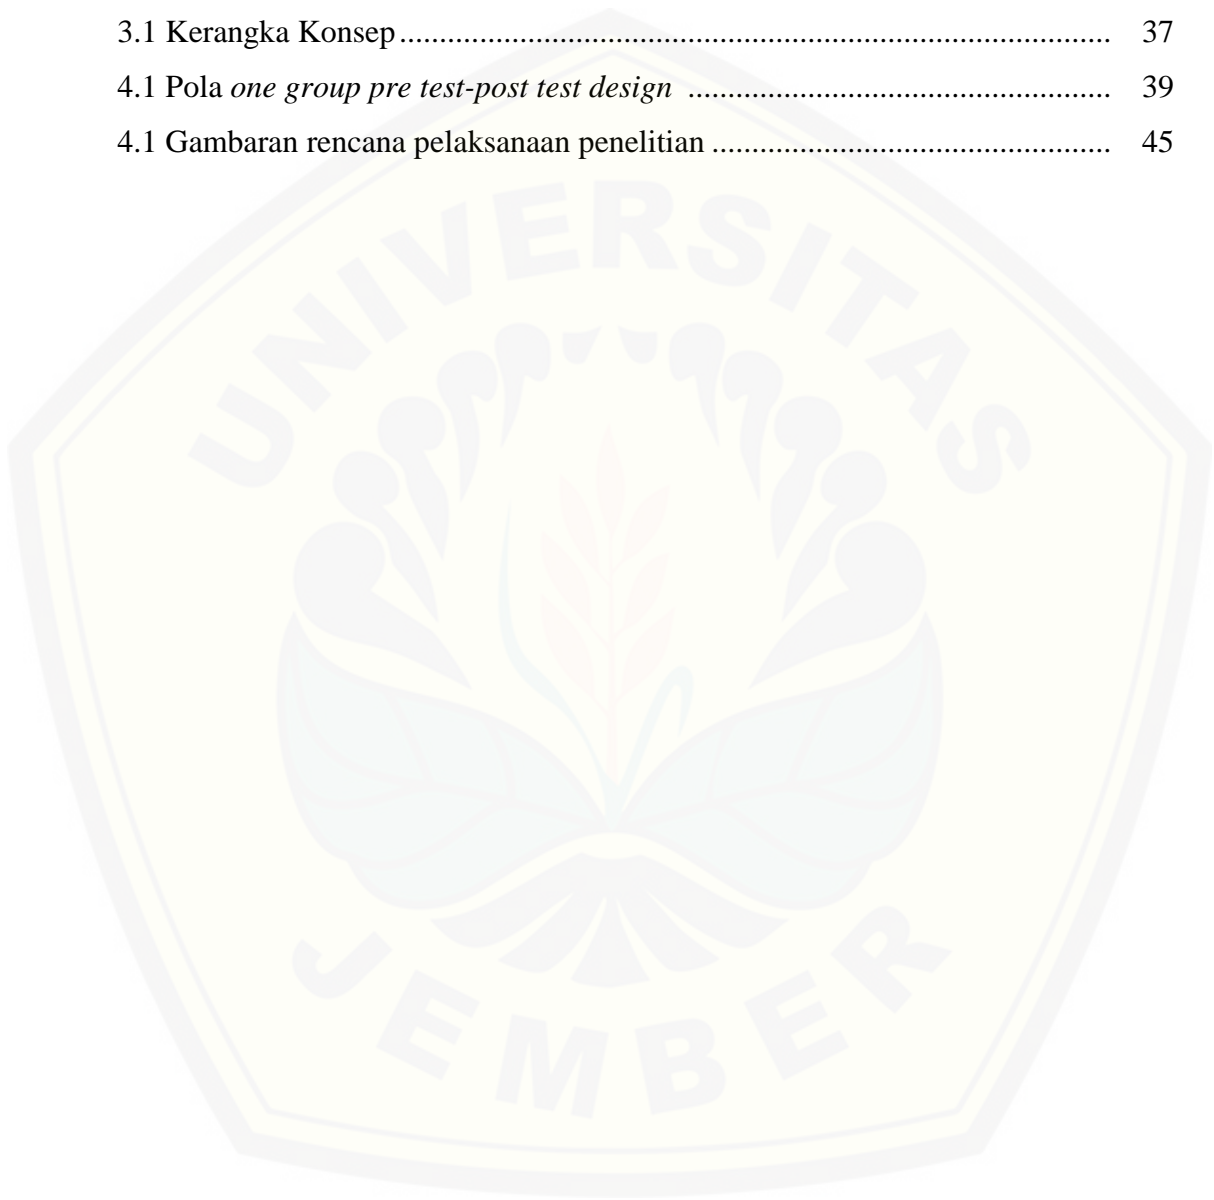 3.1 Kerangka Konsep......................................................................................... 37
4.1 Pola one group pre test-post test design ..................................................... 39
4.1 Gambaran rencana pelaksanaan penelitian .................................................. 45
UNIVERSITAS
JEMBER